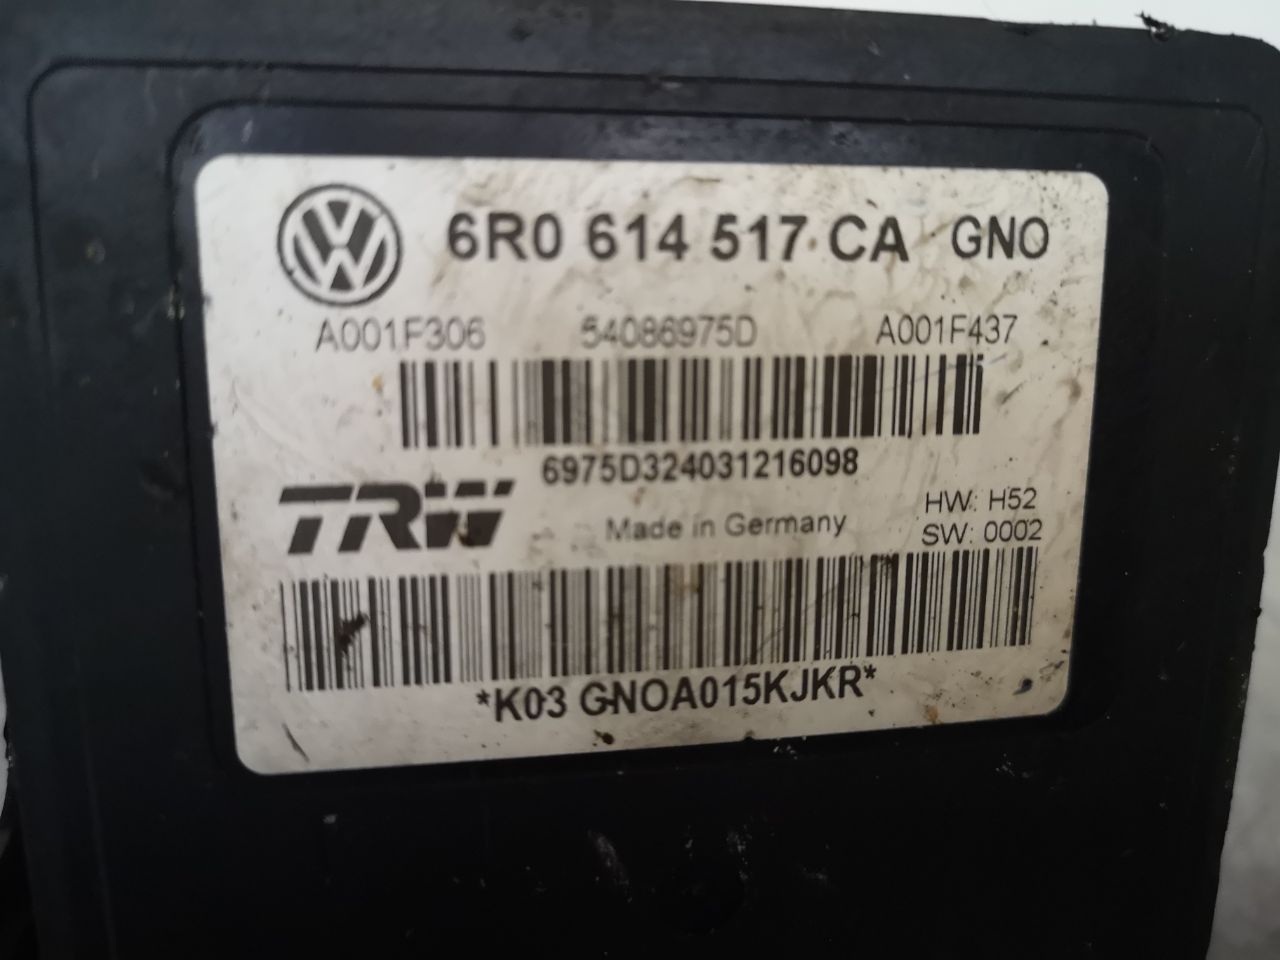 6R0 614 517 CA GNO
A001F306 54086975D A001F437
6975D324031216098
TRW Made in Germany HW: H52
SW: 0002
*K03 GNOA015KJKR*